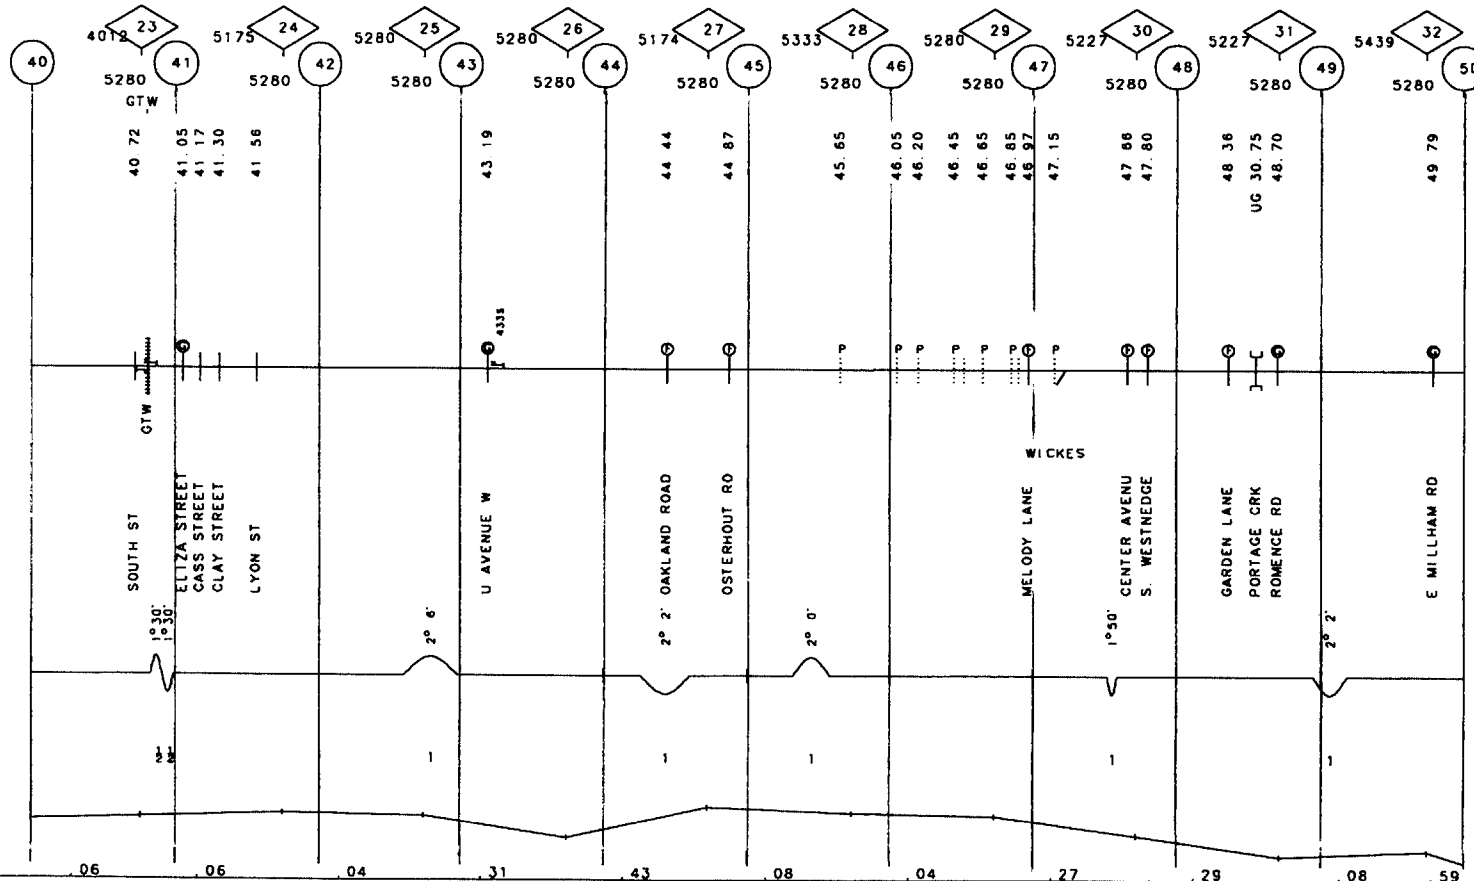 23 24 25 26 27 28 29 30 31 32
4012 5175 5280 5280 5174 5333 5280 5227 5227 5439
40 41 42 43 44 45 46 47 48 49 50
5280 5280 5280 5280 5280 5280 5280 5280
GTW
40 72
41.05
41 17
41.30
41 56
43 19
44 44
44 87
45.65
46.05
46.20
46.45
46.65
46.85
46 97
47.15
47 66
47.80
48 36
UG 30.75
48.70
49 79
4335
G G F F P P P P P P F P F F F G G
GTW
WICKES
SOUTH ST
ELIZA STREET
CASS STREET
CLAY STREET
LYON ST
U AVENUE W
OAKLAND ROAD
OSTERHOUT RD
MELODY LANE
CENTER AVENU
S. WESTNEDGE
GARDEN LANE
PORTAGE CRK
ROMENCE RD
E MILLHAM RD
1° 30'
1° 30'
2° 6'
2° 2'
2° 0'
1° 50'
2° 2'
1 1 1 1 1
.06 .06 .04 .31 .43 .08 .04 .27 .29 .08 .59